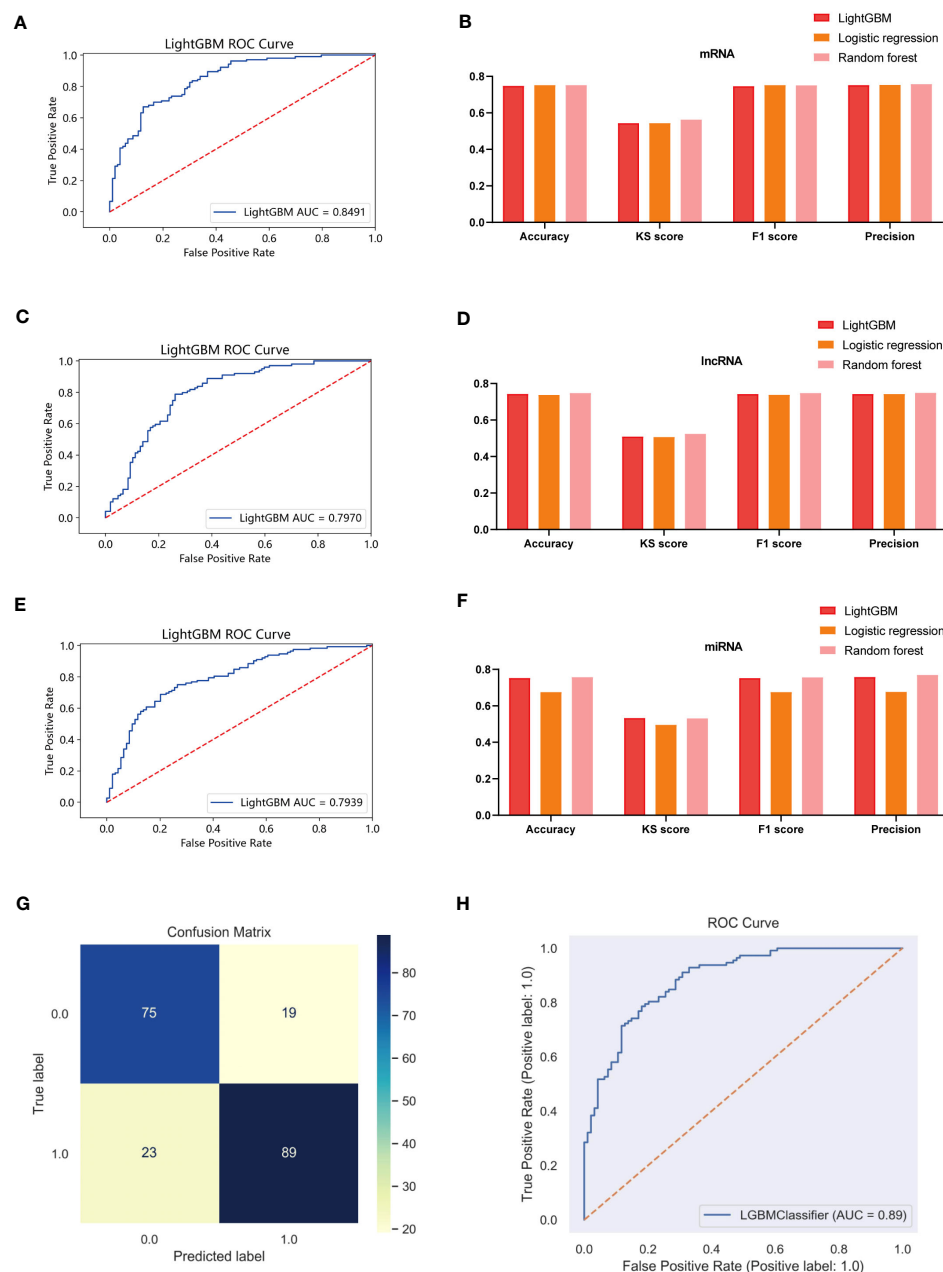 A
LightGBM ROC Curve
1.0
0.8
0.6
0.4
0.2
0.0
True Positive Rate
LightGBM AUC = 0.8491
0.0 0.2 0.4 0.6 0.8 1.0
False Positive Rate
B
LightGBM
Logistic regression
Random forest
mRNA
0.8
0.6
0.4
0.2
0.0
Accuracy KS score F1 score Precision
C
LightGBM ROC Curve
1.0
0.8
0.6
0.4
0.2
0.0
True Positive Rate
LightGBM AUC = 0.7970
0.0 0.2 0.4 0.6 0.8 1.0
False Positive Rate
D
LightGBM
Logistic regression
Random forest
lncRNA
0.8
0.6
0.4
0.2
0.0
Accuracy KS score F1 score Precision
E
LightGBM ROC Curve
1.0
0.8
0.6
0.4
0.2
0.0
True Positive Rate
LightGBM AUC = 0.7939
0.0 0.2 0.4 0.6 0.8 1.0
False Positive Rate
F
LightGBM
Logistic regression
Random forest
miRNA
0.8
0.6
0.4
0.2
0.0
Accuracy KS score F1 score Precision
G
Confusion Matrix
True label
0.0
75 19
1.0
23 89
0.0 1.0
Predicted label
80
70
60
50
40
30
20
H
ROC Curve
1.0
0.8
0.6
0.4
0.2
0.0
True Positive Rate (Positive label: 1.0)
LGBMClassifier (AUC = 0.89)
0.0 0.2 0.4 0.6 0.8 1.0
False Positive Rate (Positive label: 1.0)